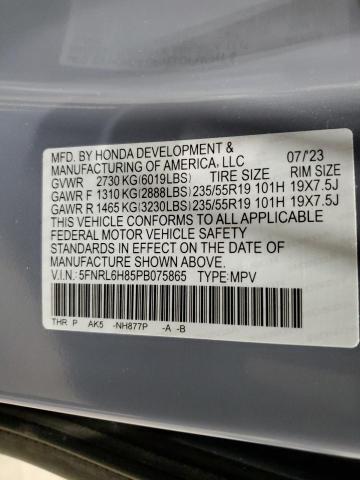 MFD. BY HONDA DEVELOPMENT &
MANUFACTURING OF AMERICA, LLC 07/'23
GVWR 2730 KG(6019LBS) TIRE SIZE RIM SIZE
GAWR F 1310 KG(2888LBS)235/55R19 101H 19X7.5J
GAWR R 1465 KG(3230LBS)235/55R19 101H 19X7.5J
THIS VEHICLE CONFORMS TO ALL APPLICABLE
FEDERAL MOTOR VEHICLE SAFETY AND THEFT PREVENTION
STANDARDS IN EFFECT ON THE DATE OF
MANUFACTURE SHOWN ABOVE.
V.I.N.: 5FNRL6H85PB075865 TYPE: MPV
THR P AK5 -NH877P -A -B